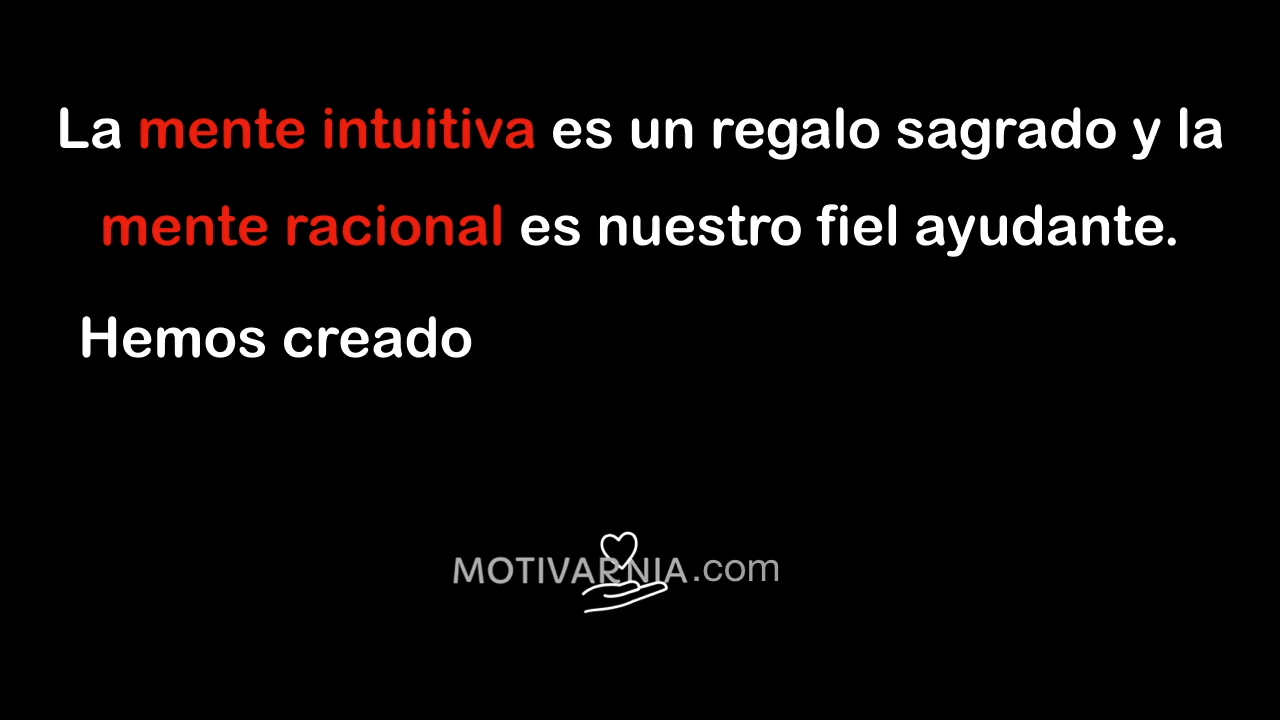 La mente intuitiva es un regalo sagrado y la
mente racional es nuestro fiel ayudante.
Hemos creado
MOTIVARNIA.com